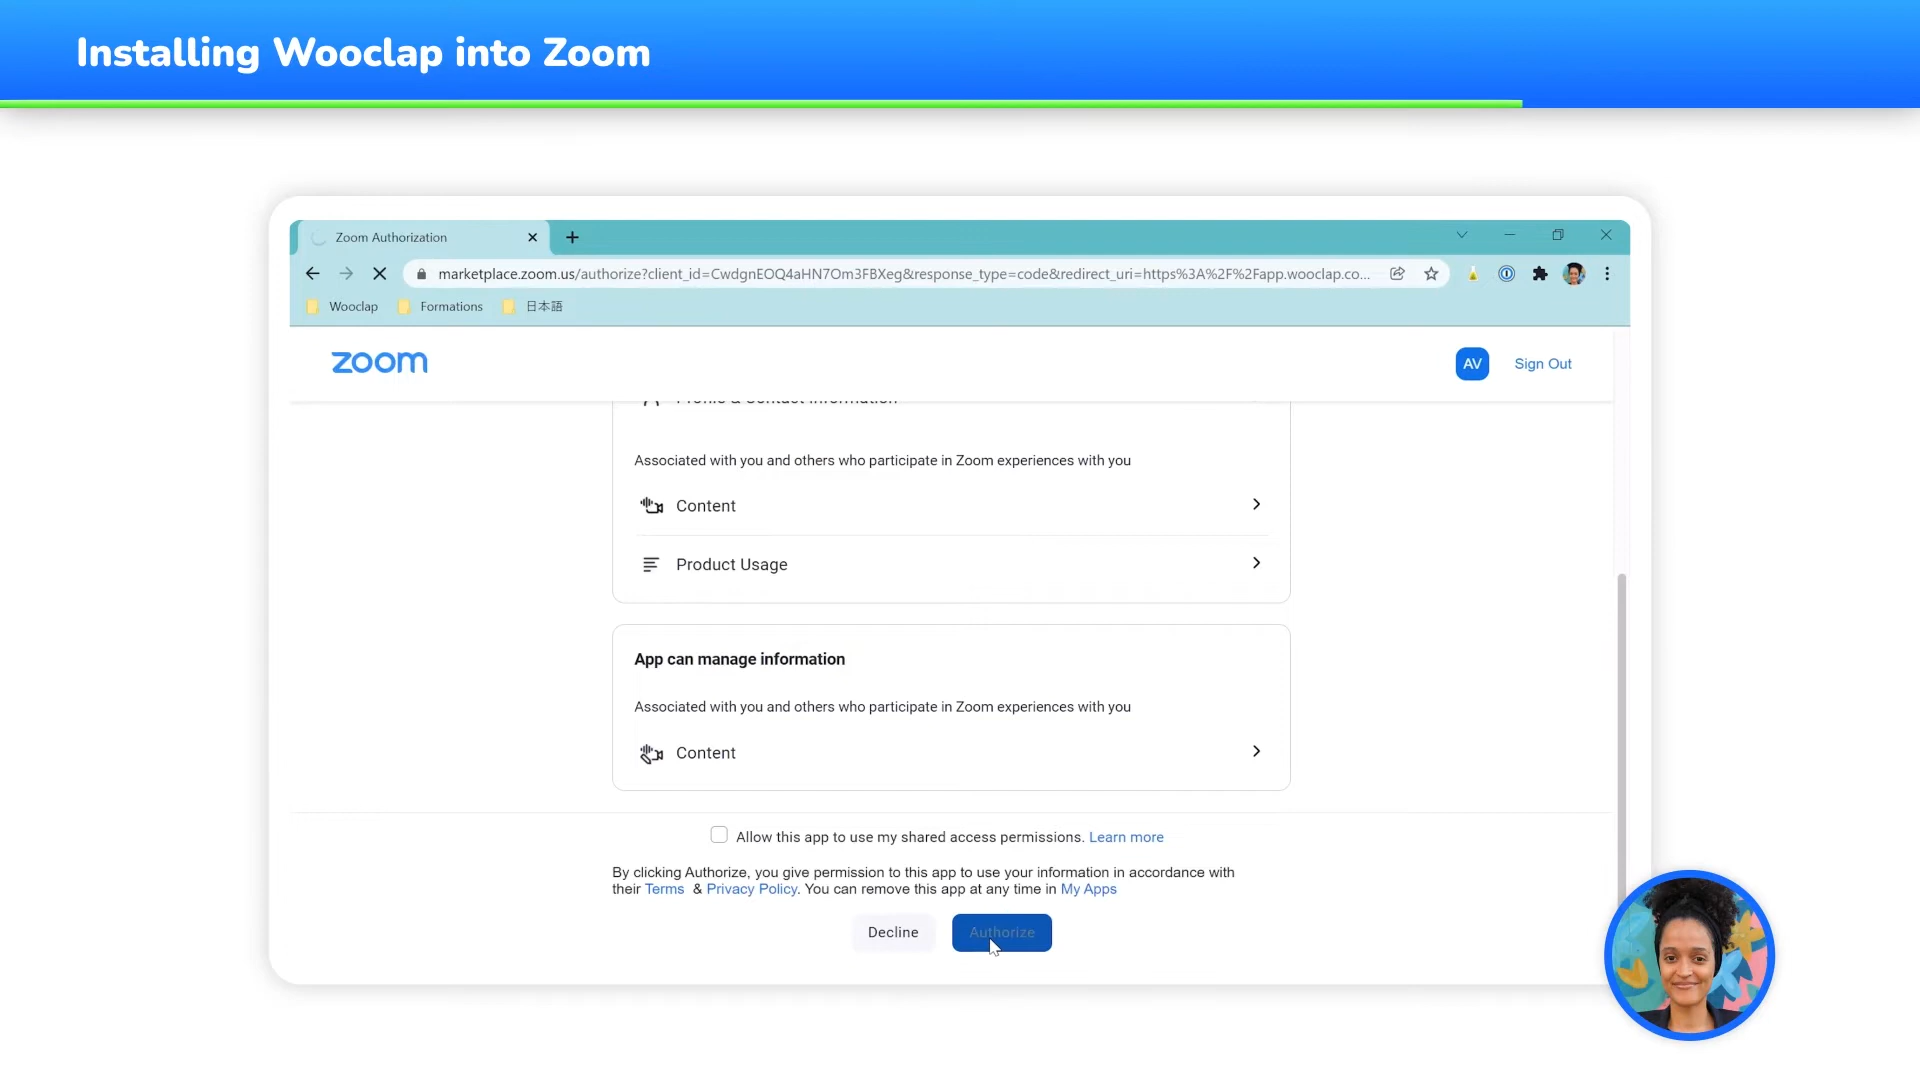 Installing Wooclap into Zoom
Zoom Authorization
marketplace.zoom.us/authorize?client_id=CwdgnEOQ4aHN7Om3FBXeg&response_type=code&redirect_uri=https%3A%2F%2Fapp.wooclap.co...
Wooclap Formations 日本語
zoom
AV Sign Out
Profile & Contact Information
Associated with you and others who participate in Zoom experiences with you
Content
Product Usage
App can manage information
Associated with you and others who participate in Zoom experiences with you
Content
Allow this app to use my shared access permissions. Learn more
By clicking Authorize, you give permission to this app to use your information in accordance with
their Terms & Privacy Policy. You can remove this app at any time in My Apps
Decline Authorize